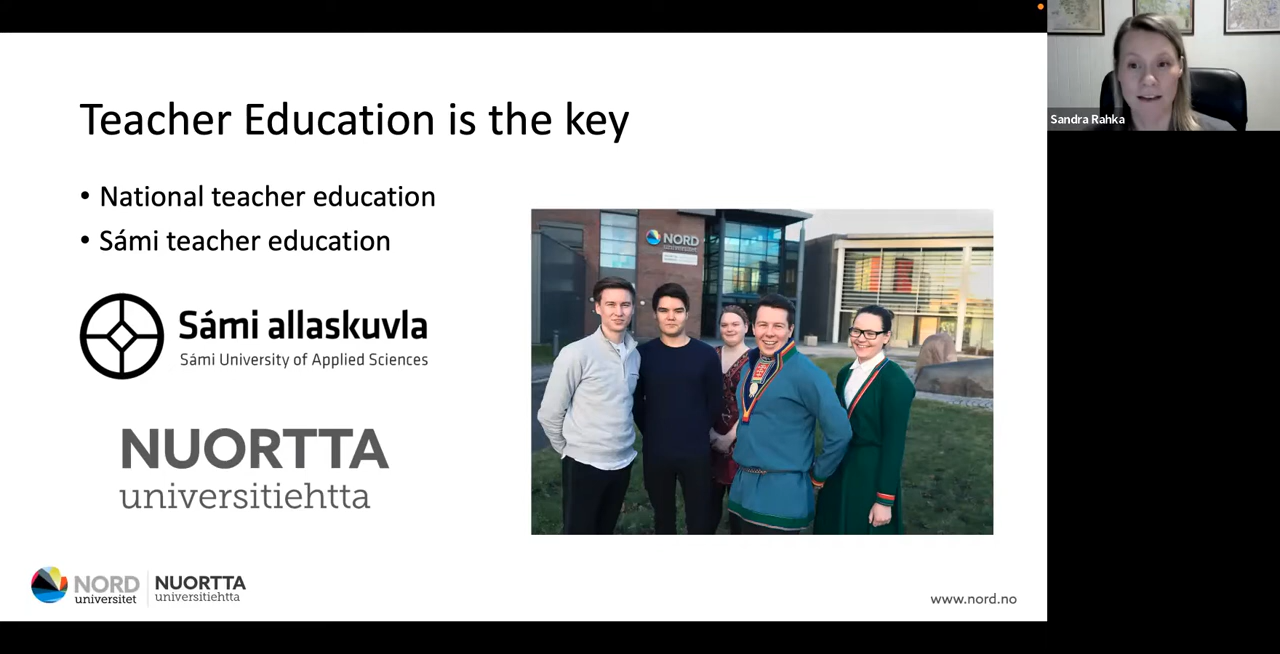 Teacher Education is the key
• National teacher education
• Sámi teacher education
Sámi allaskuvla
Sámi University of Applied Sciences
NUORTTA
universitiehtta
NORD
NORD
universitet
NUORTTA
universitiehtta
www.nord.no
Sandra Rahka